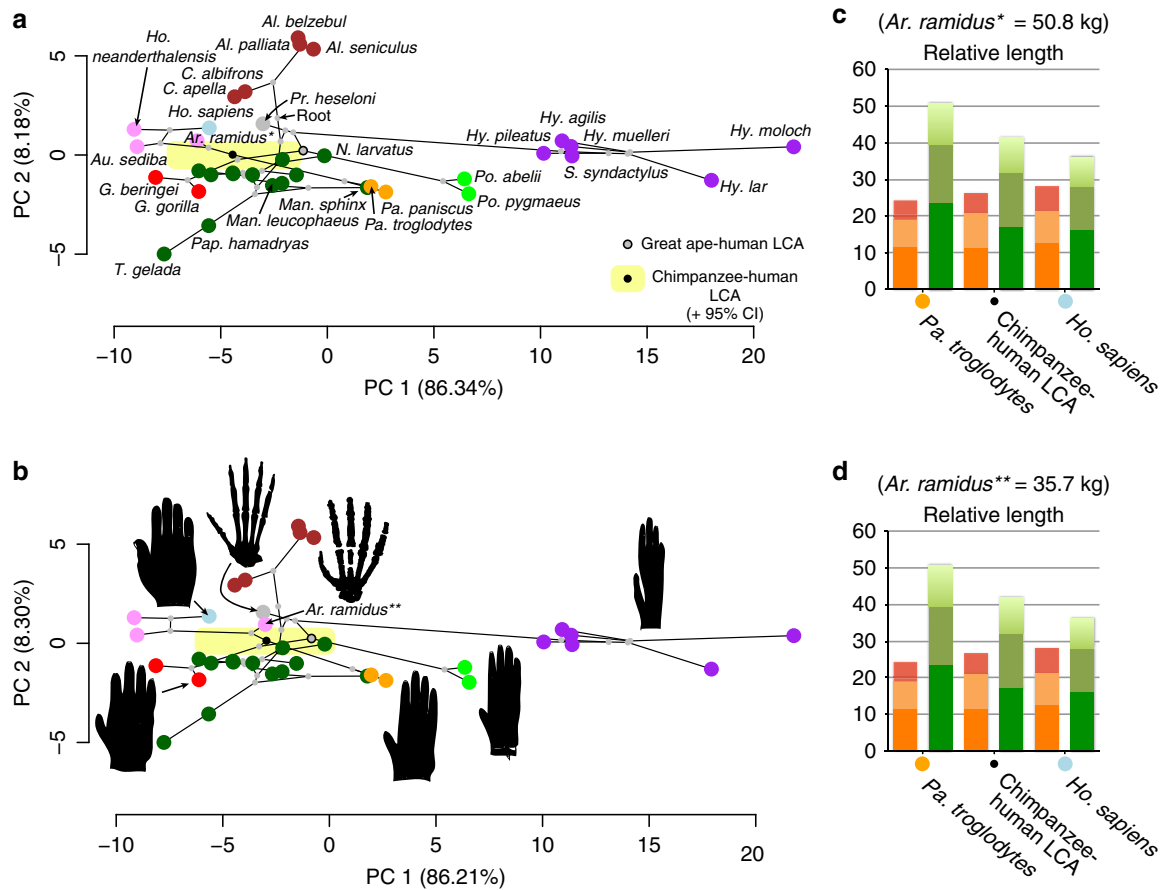 a
Al. belzebul
Al. palliata
Al. seniculus
Ho.
neanderthalensis
C. albifrons
C. apella
Ho. sapiens
Pr. heseloni
Root
Ar. ramidus*
Au. sediba
N. larvatus
G. beringei
G. gorilla
Man. sphinx
Man. leucophaeus
Pap. hamadryas
T. gelada
Pa. paniscus
Pa. troglodytes
Po. abelii
Po. pygmaeus
Hy. pileatus
Hy. agilis
Hy. muelleri
S. syndactylus
Hy. moloch
Hy. lar
Great ape-human LCA
Chimpanzee-human
LCA
(+ 95% CI)
PC 2 (8.18%)
5
0
−5
−10
−5
0
5
10
15
20
PC 1 (86.34%)
b
Ar. ramidus**
PC 2 (8.30%)
5
0
−5
−10
−5
0
5
10
15
20
PC 1 (86.21%)
c
(Ar. ramidus* = 50.8 kg)
Relative length
60
50
40
30
20
10
0
Pa. troglodytes
Chimpanzee-
human LCA
Ho. sapiens
d
(Ar. ramidus** = 35.7 kg)
Relative length
60
50
40
30
20
10
0
Pa. troglodytes
Chimpanzee-
human LCA
Ho. sapiens